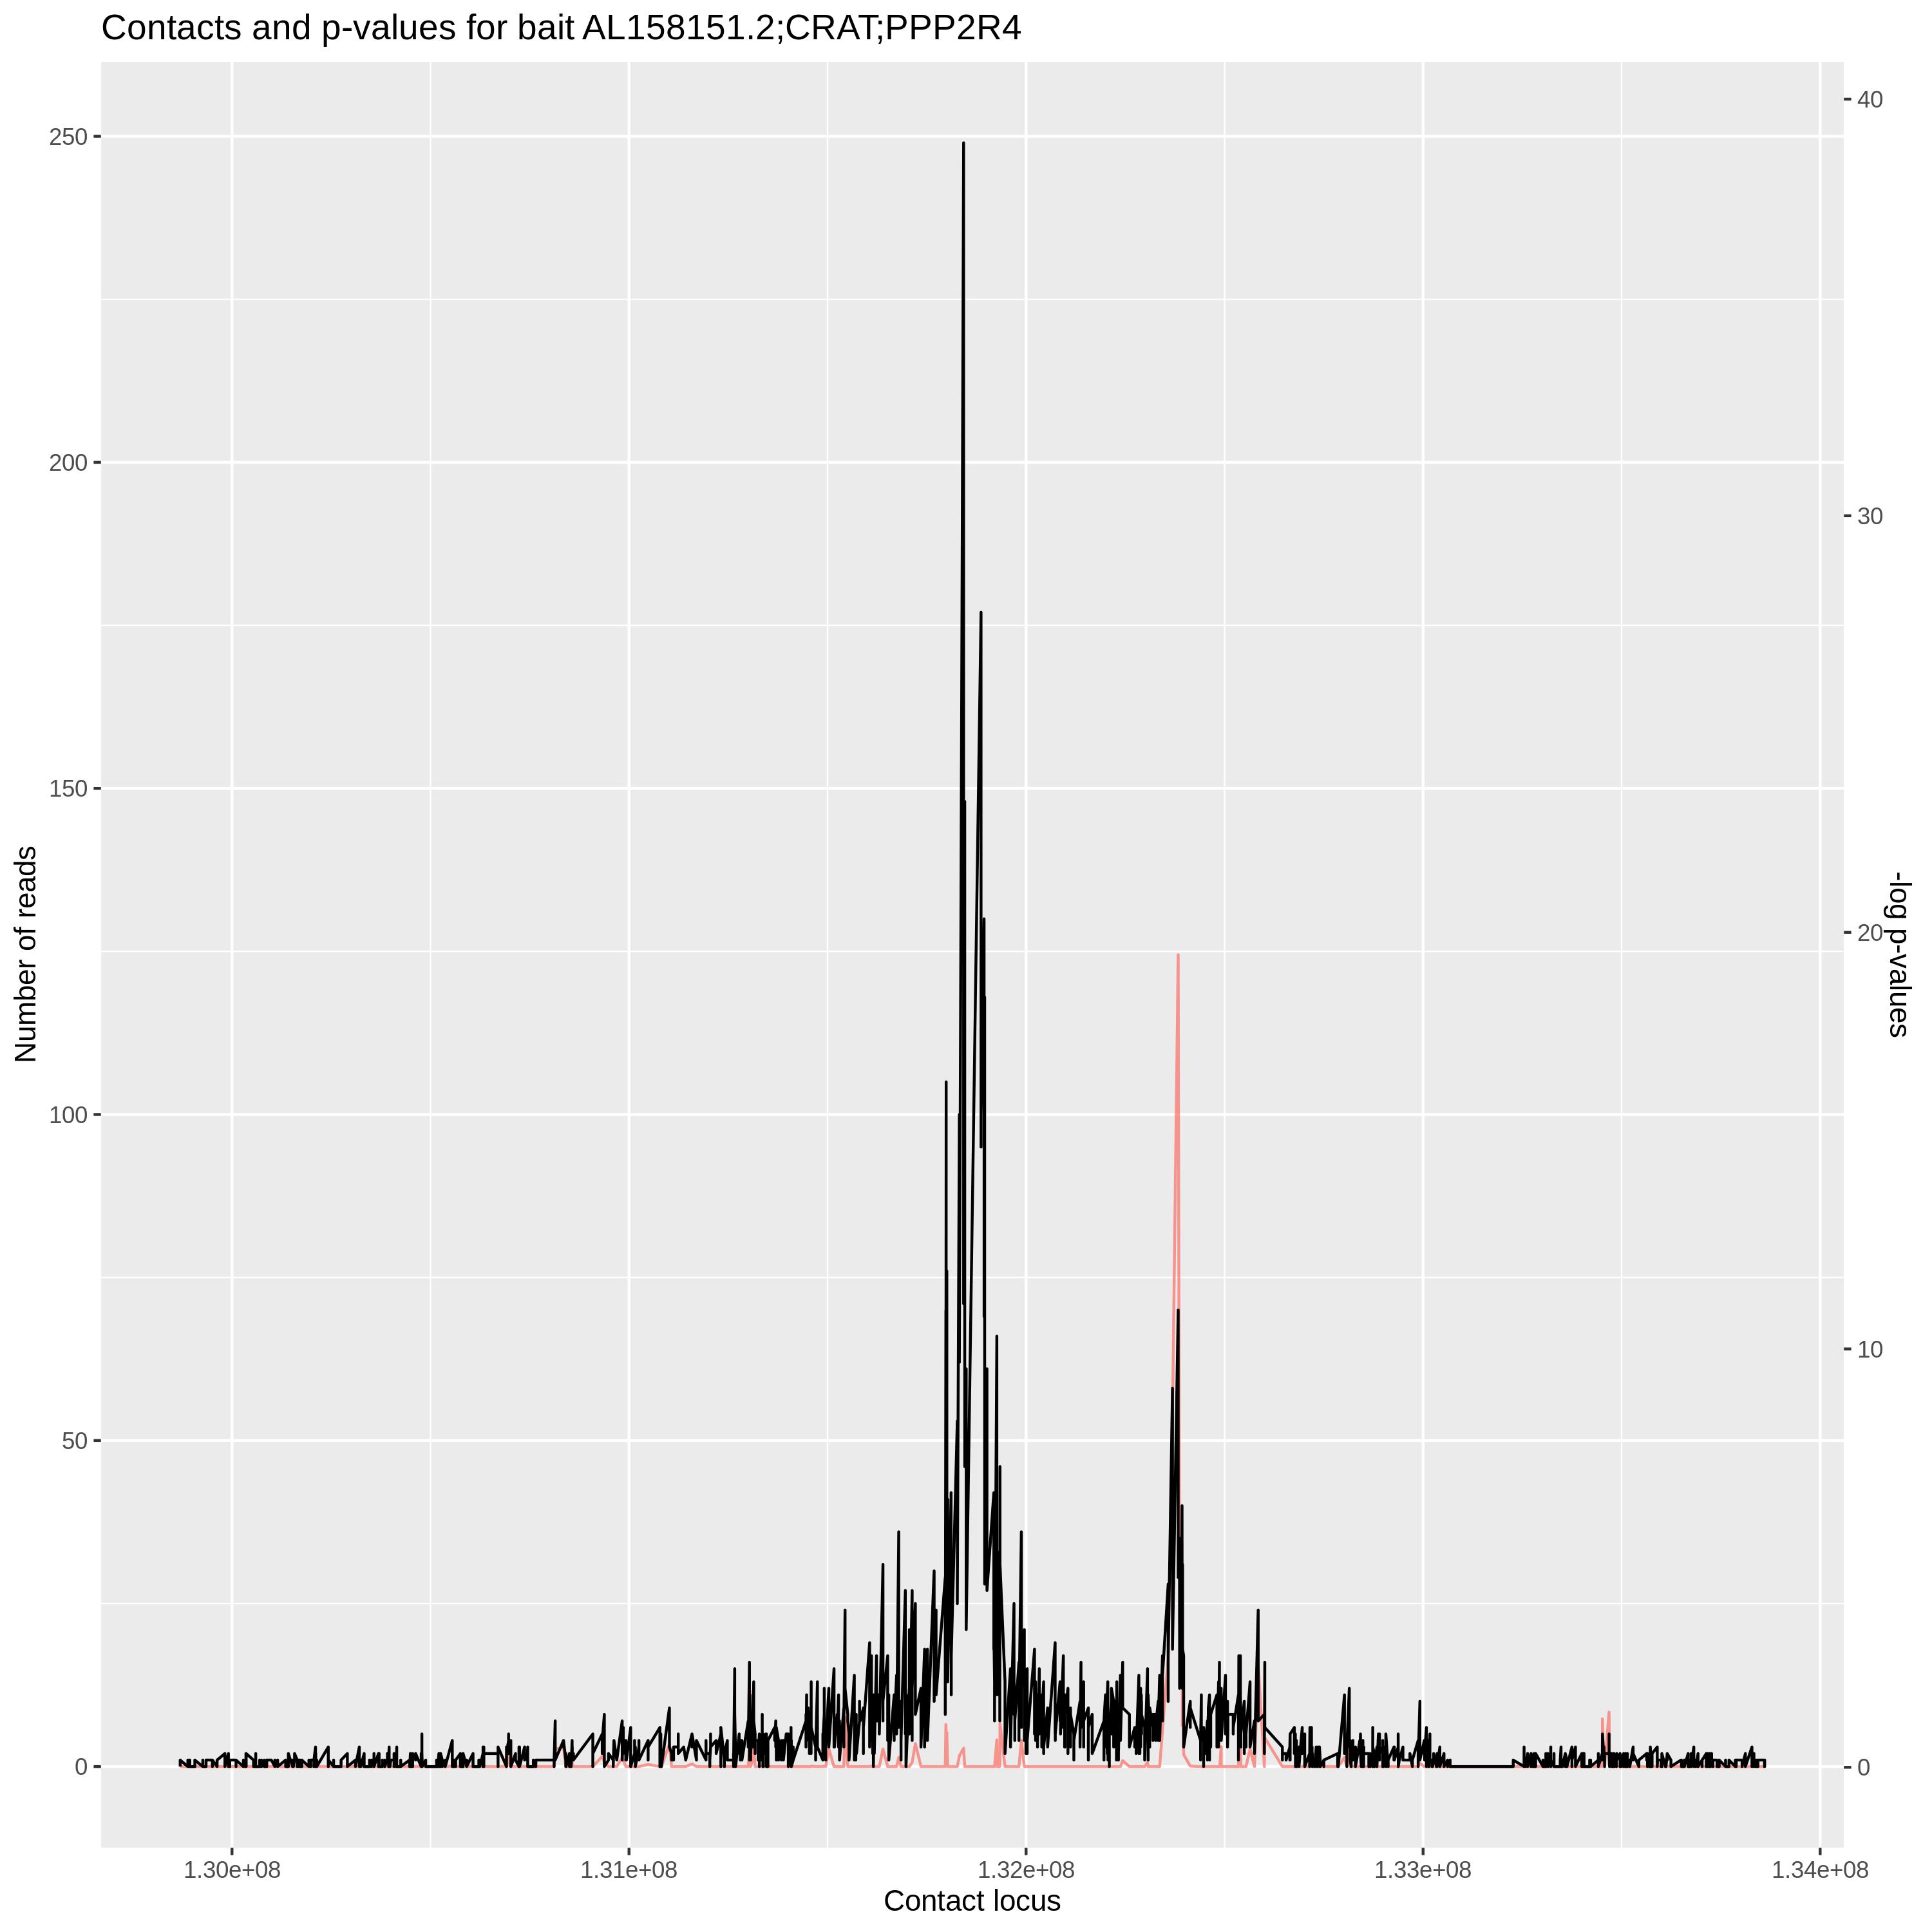 Contacts and p-values for bait AL158151.2;CRAT;PPP2R4
250
200
150
100
50
0
Number of reads
40
30
20
10
0
-log p-values
1.30e+08
1.31e+08
1.32e+08
1.33e+08
1.34e+08
Contact locus